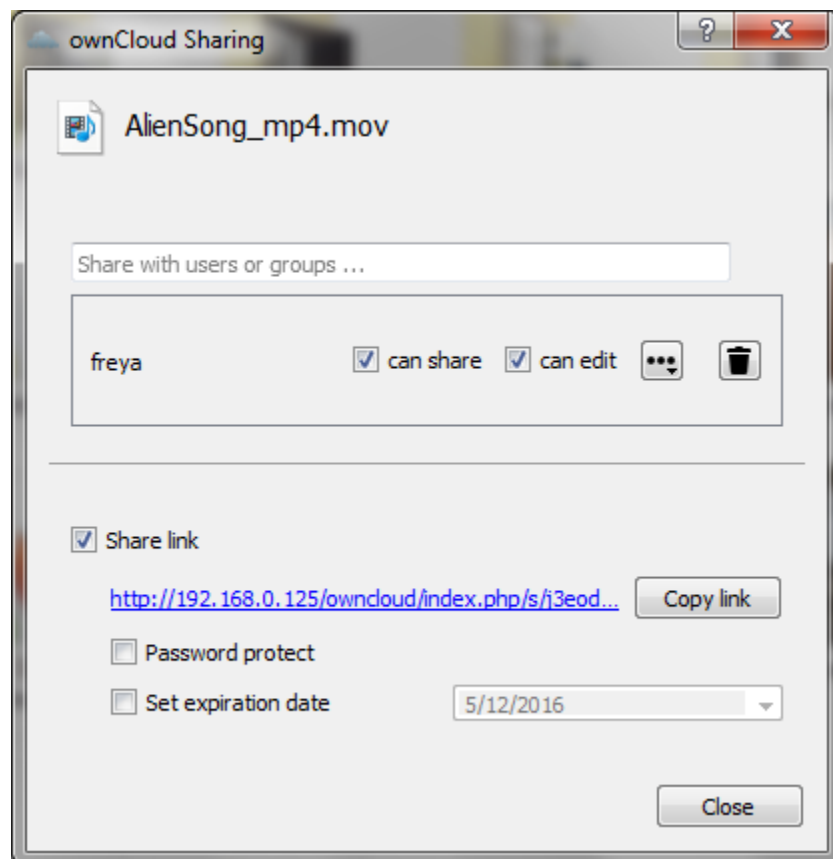 ownCloud Sharing
AlienSong_mp4.mov
Share with users or groups ...
freya can share can edit
Share link
http://192.168.0.125/owncloud/index.php/s/j3eod... Copy link
Password protect
Set expiration date 5/12/2016
Close